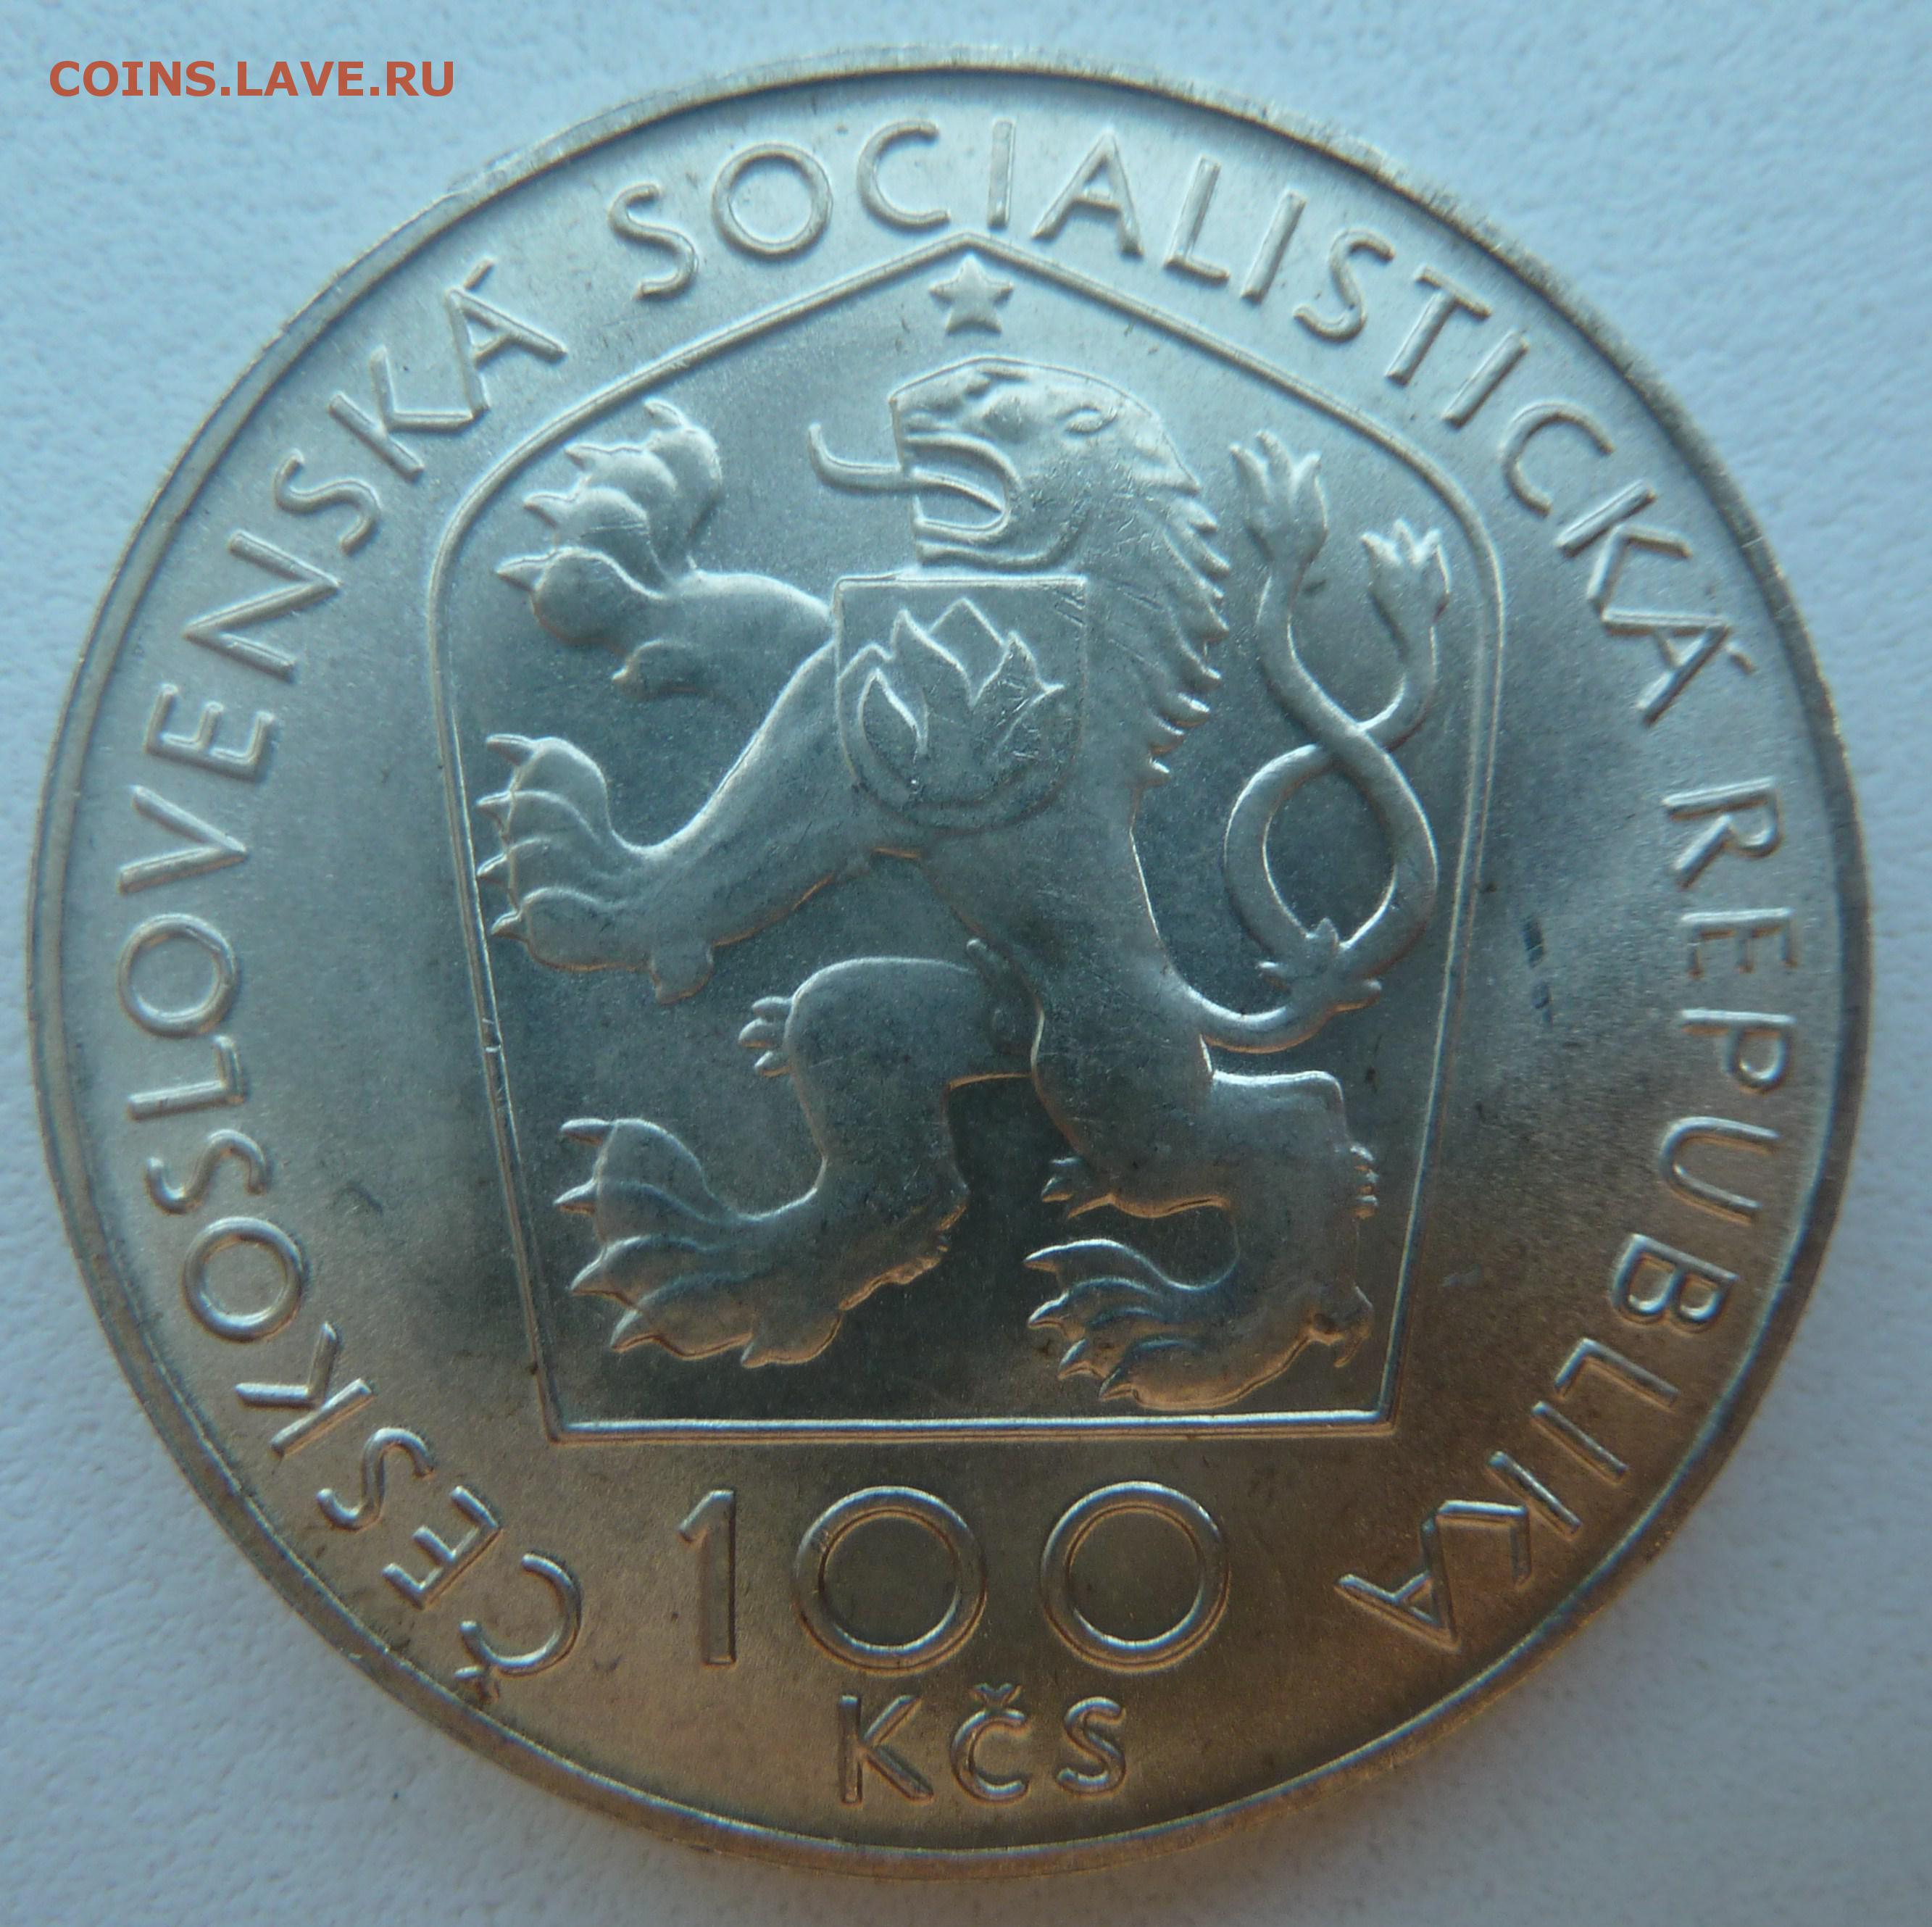 COINS.LAVE.RU
ČESKOSLOVENSKÁ SOCIALISTICKÁ REPUBLIKA
100
KČS